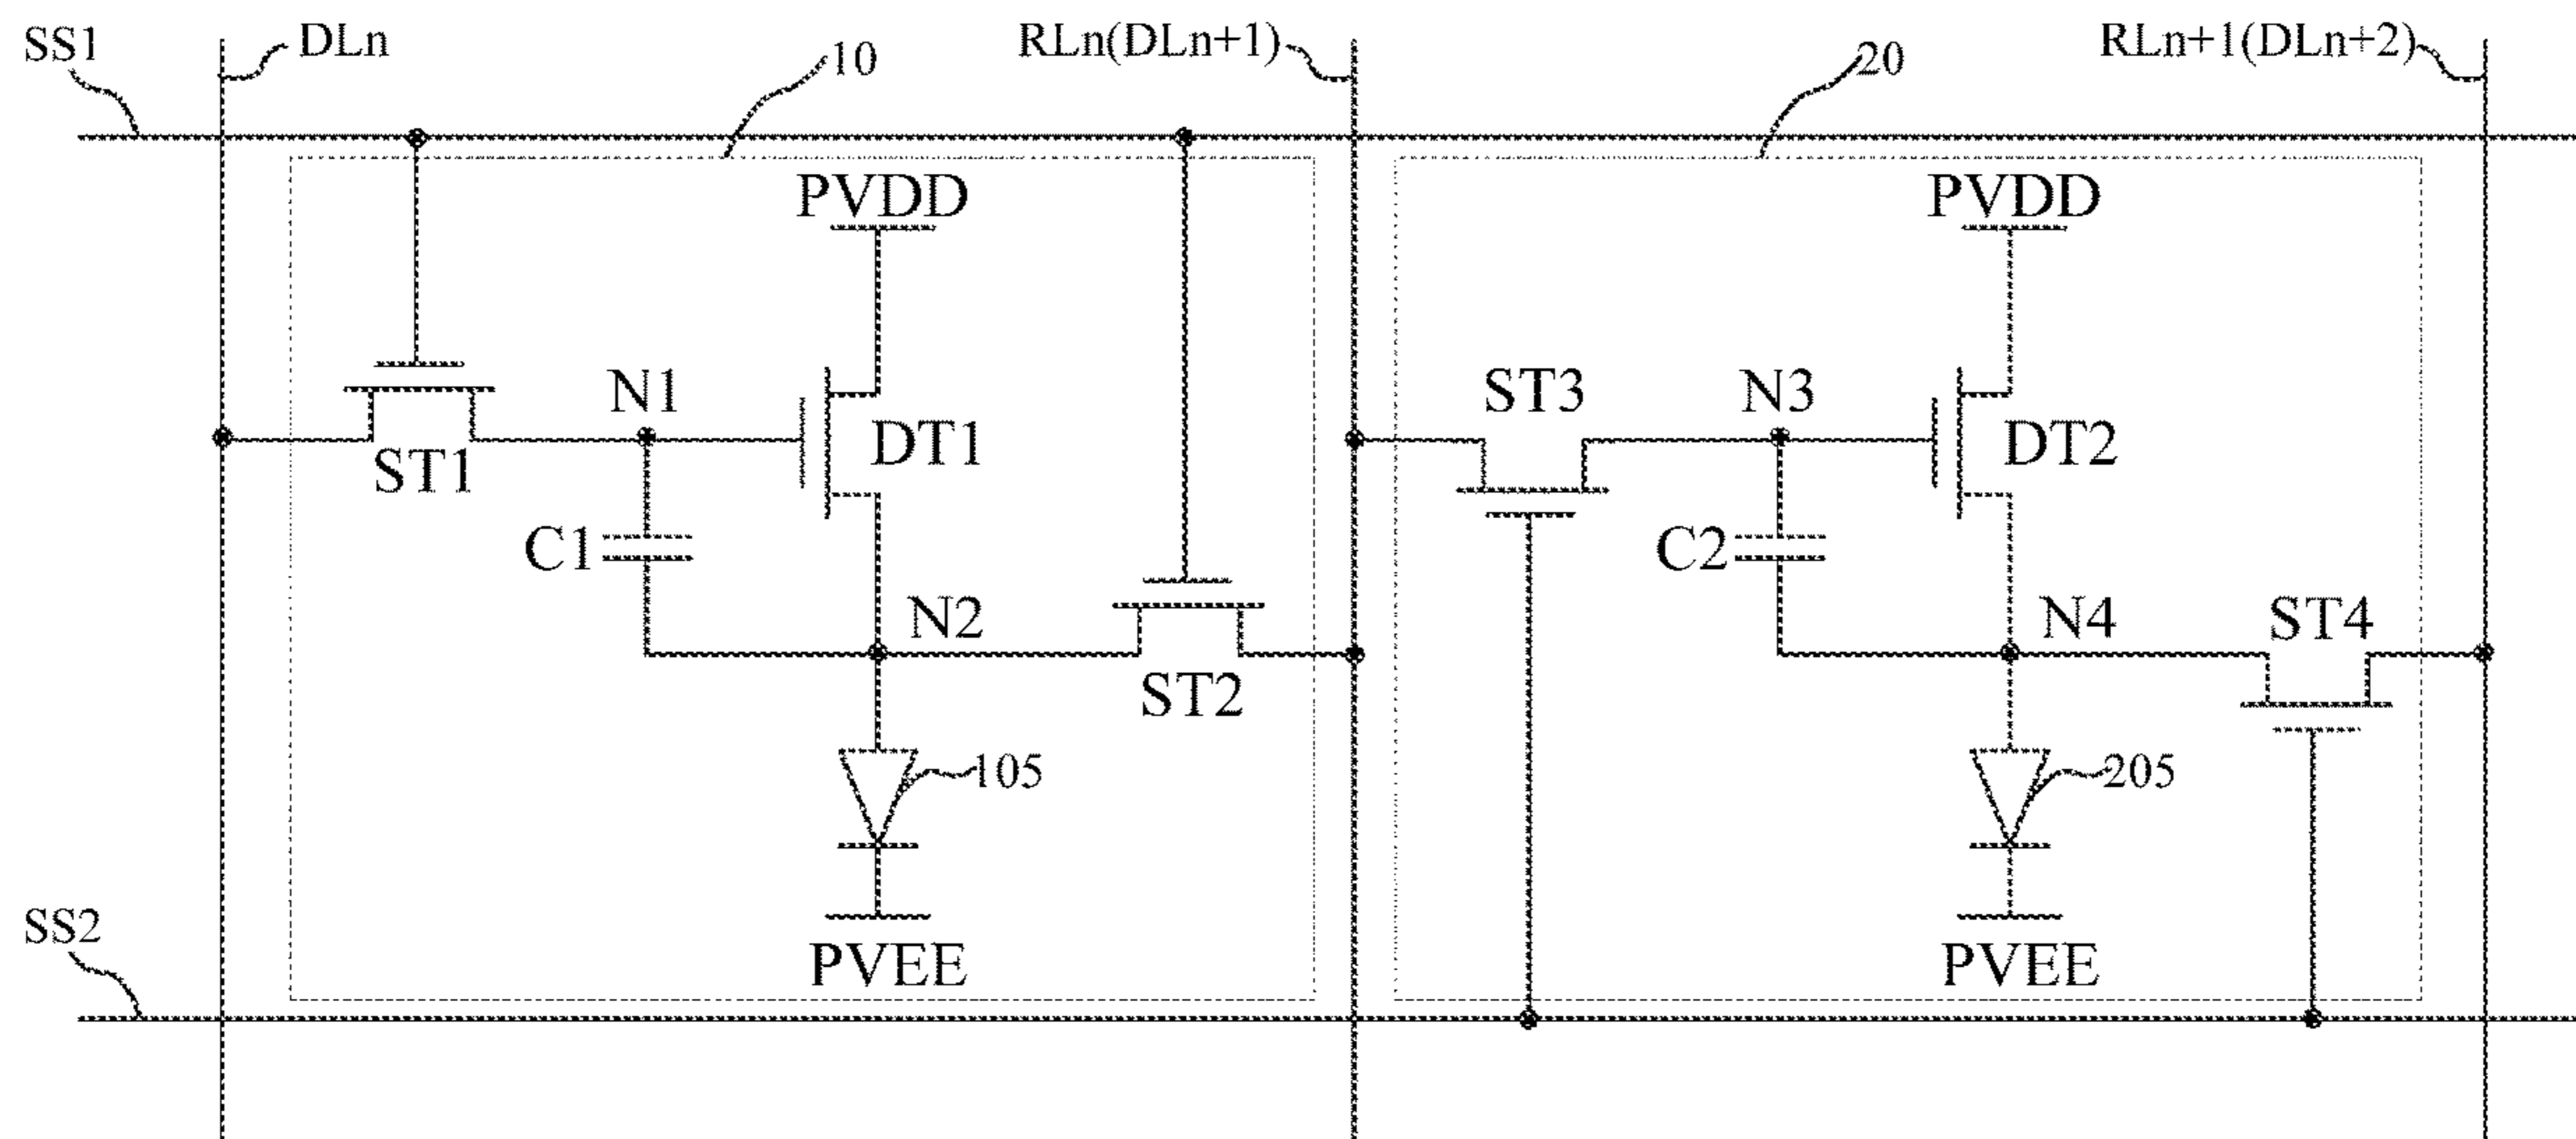 SS1
DLn
10
RLn(DLn+1)
20
RLn+1(DLn+2)
PVDD
PVDD
N1
DT1
ST1
ST3
N3
DT2
C1
C2
N2
ST2
N4
ST4
105
205
SS2
PVEE
PVEE